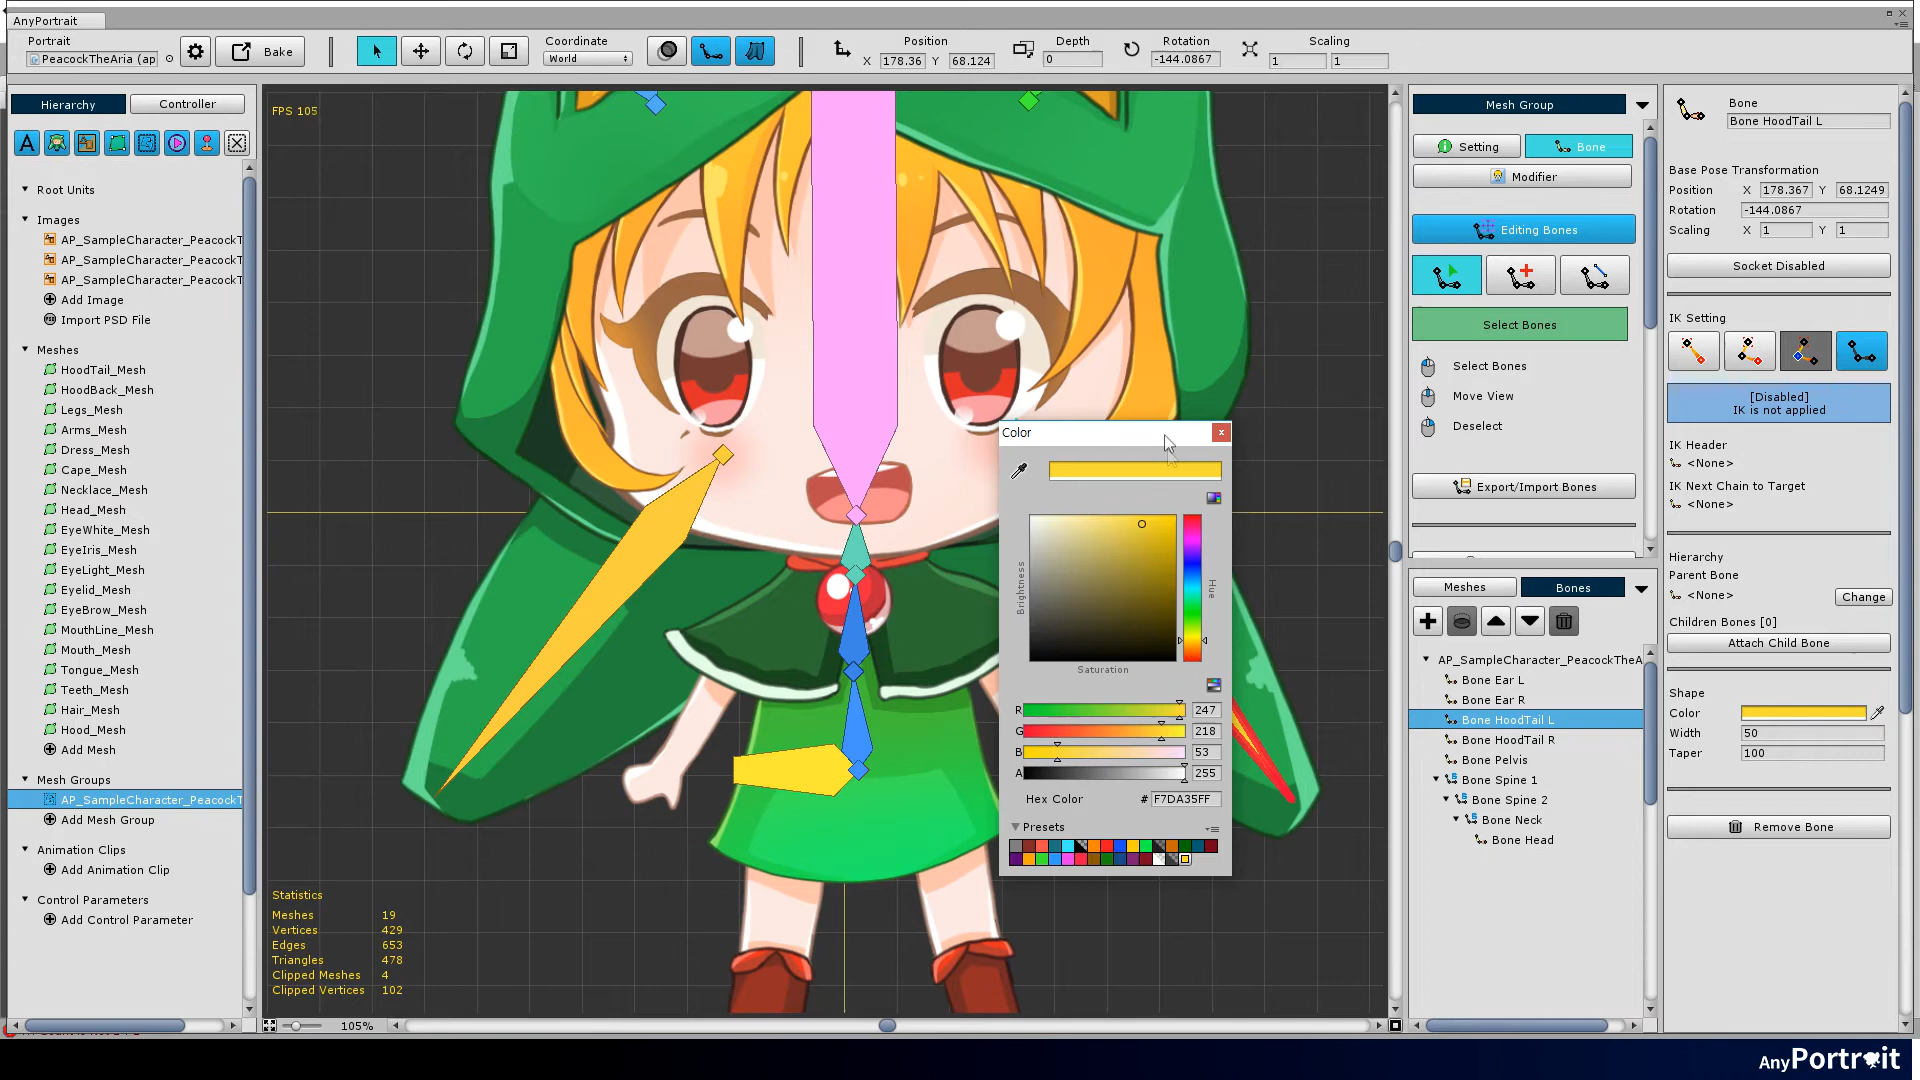 AnyPortrait
Portrait
PeacockTheAria (ap
Bake
Coordinate
World
Position
X 178.36 Y 68.124
Depth
0
Rotation
-144.0867
Scaling
1 1
Hierarchy
Controller
Root Units
Images
AP_SampleCharacter_PeacockT
AP_SampleCharacter_PeacockT
AP_SampleCharacter_PeacockT
Add Image
Import PSD File
Meshes
HoodTail_Mesh
HoodBack_Mesh
Legs_Mesh
Arms_Mesh
Dress_Mesh
Cape_Mesh
Necklace_Mesh
Head_Mesh
EyeWhite_Mesh
EyeIris_Mesh
EyeLight_Mesh
Eyelid_Mesh
EyeBrow_Mesh
MouthLine_Mesh
Mouth_Mesh
Tongue_Mesh
Teeth_Mesh
Hair_Mesh
Hood_Mesh
Add Mesh
Mesh Groups
AP_SampleCharacter_PeacockT
Add Mesh Group
Animation Clips
Add Animation Clip
Control Parameters
Add Control Parameter
FPS 105
Statistics
Meshes 19
Vertices 429
Edges 653
Triangles 478
Clipped Meshes 4
Clipped Vertices 102
105%
Color
Brightness
Hue
Saturation
R 247
G 218
B 53
A 255
Hex Color # F7DA35FF
Presets
Mesh Group
Setting
Bone
Modifier
Editing Bones
Select Bones
Select Bones
Move View
Deselect
Export/Import Bones
Meshes
Bones
AP_SampleCharacter_PeacockTheA
Bone Ear L
Bone Ear R
Bone HoodTail L
Bone HoodTail R
Bone Pelvis
Bone Spine 1
Bone Spine 2
Bone Neck
Bone Head
Bone
Bone HoodTail L
Base Pose Transformation
Position X 178.367 Y 68.1249
Rotation -144.0867
Scaling X 1 Y 1
Socket Disabled
IK Setting
[Disabled]
IK is not applied
IK Header
<None>
IK Next Chain to Target
<None>
Hierarchy
Parent Bone
<None>
Change
Children Bones [0]
Attach Child Bone
Shape
Color
Width 50
Taper 100
Remove Bone
AnyPortrait